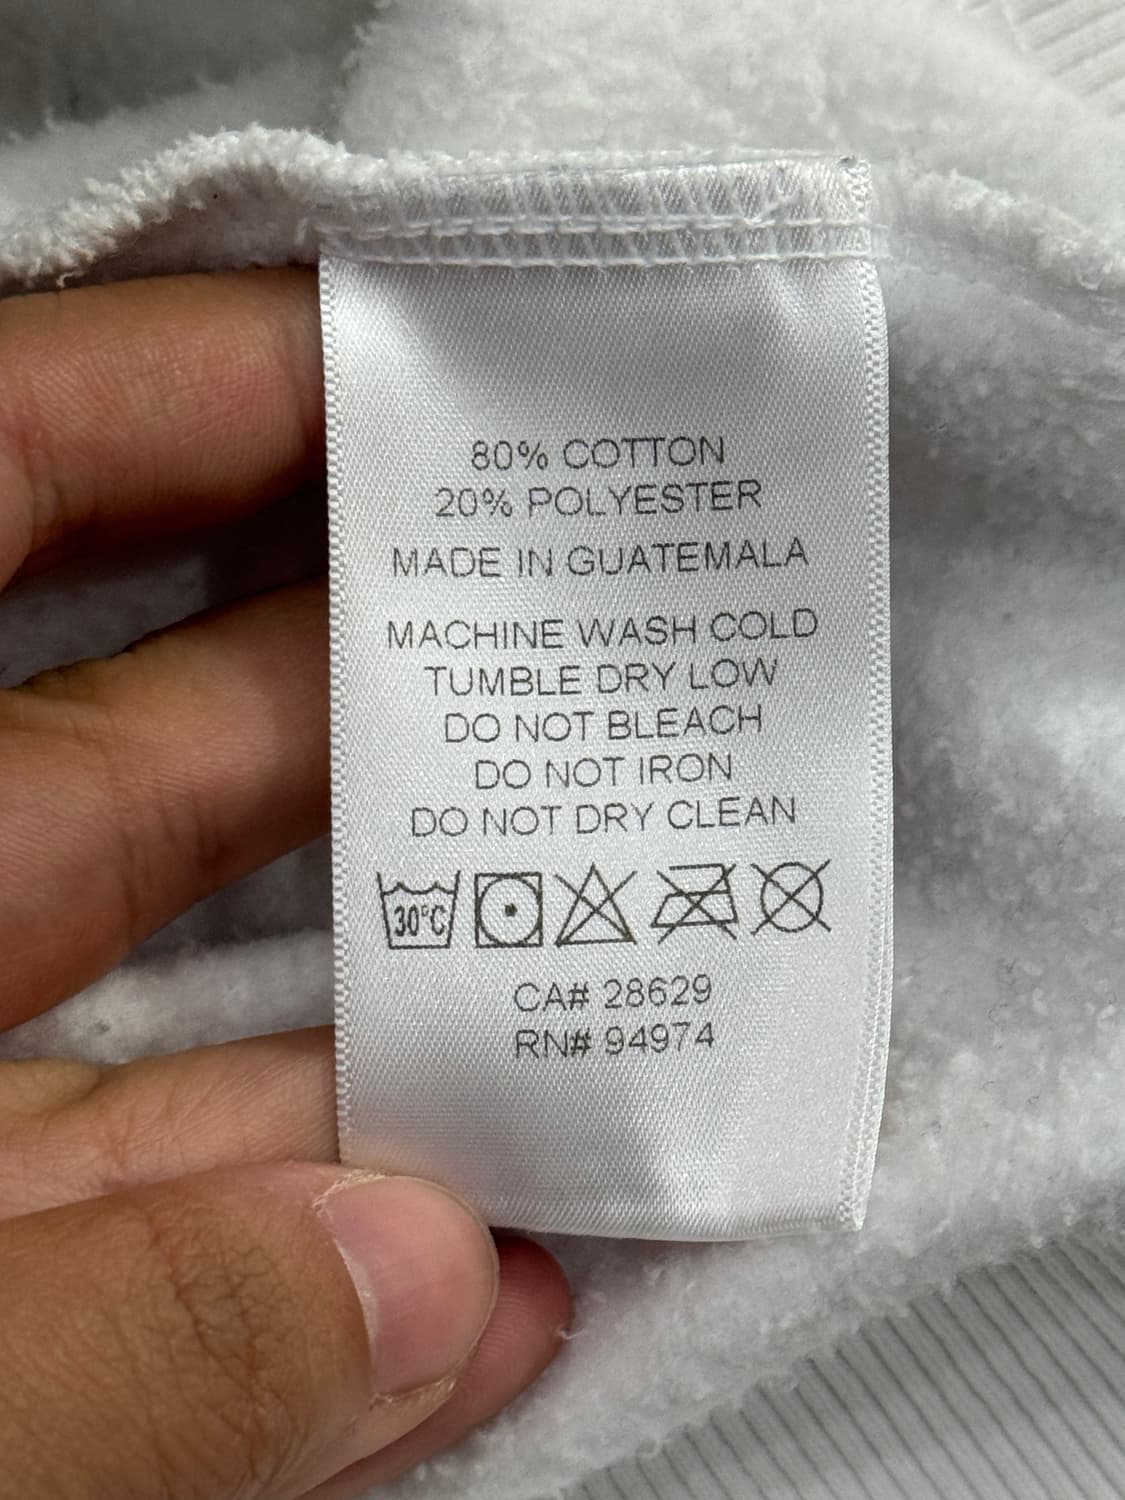 80% COTTON
20% POLYESTER
MADE IN GUATEMALA
MACHINE WASH COLD
TUMBLE DRY LOW
DO NOT BLEACH
DO NOT IRON
DO NOT DRY CLEAN
30°C
CA# 28629
RN# 94974